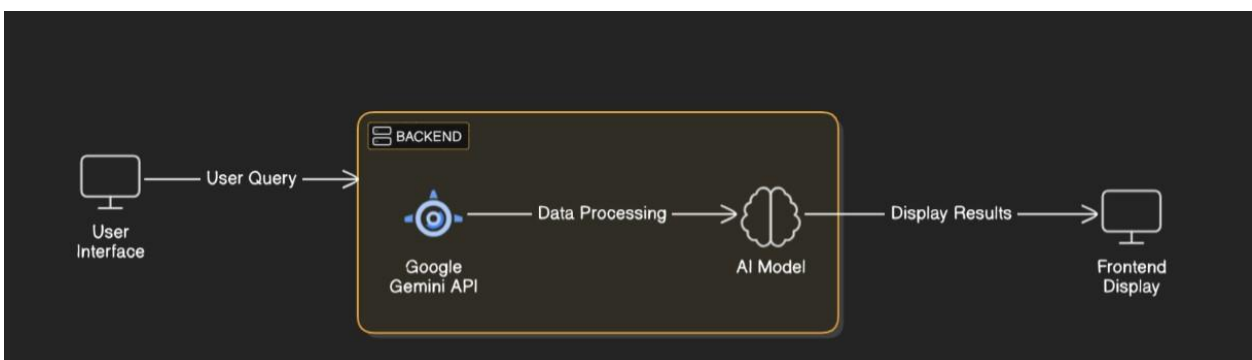 BACKEND
User Query
User
Interface
Data Processing
Google
Gemini API
AI Model
Display Results
Frontend
Display